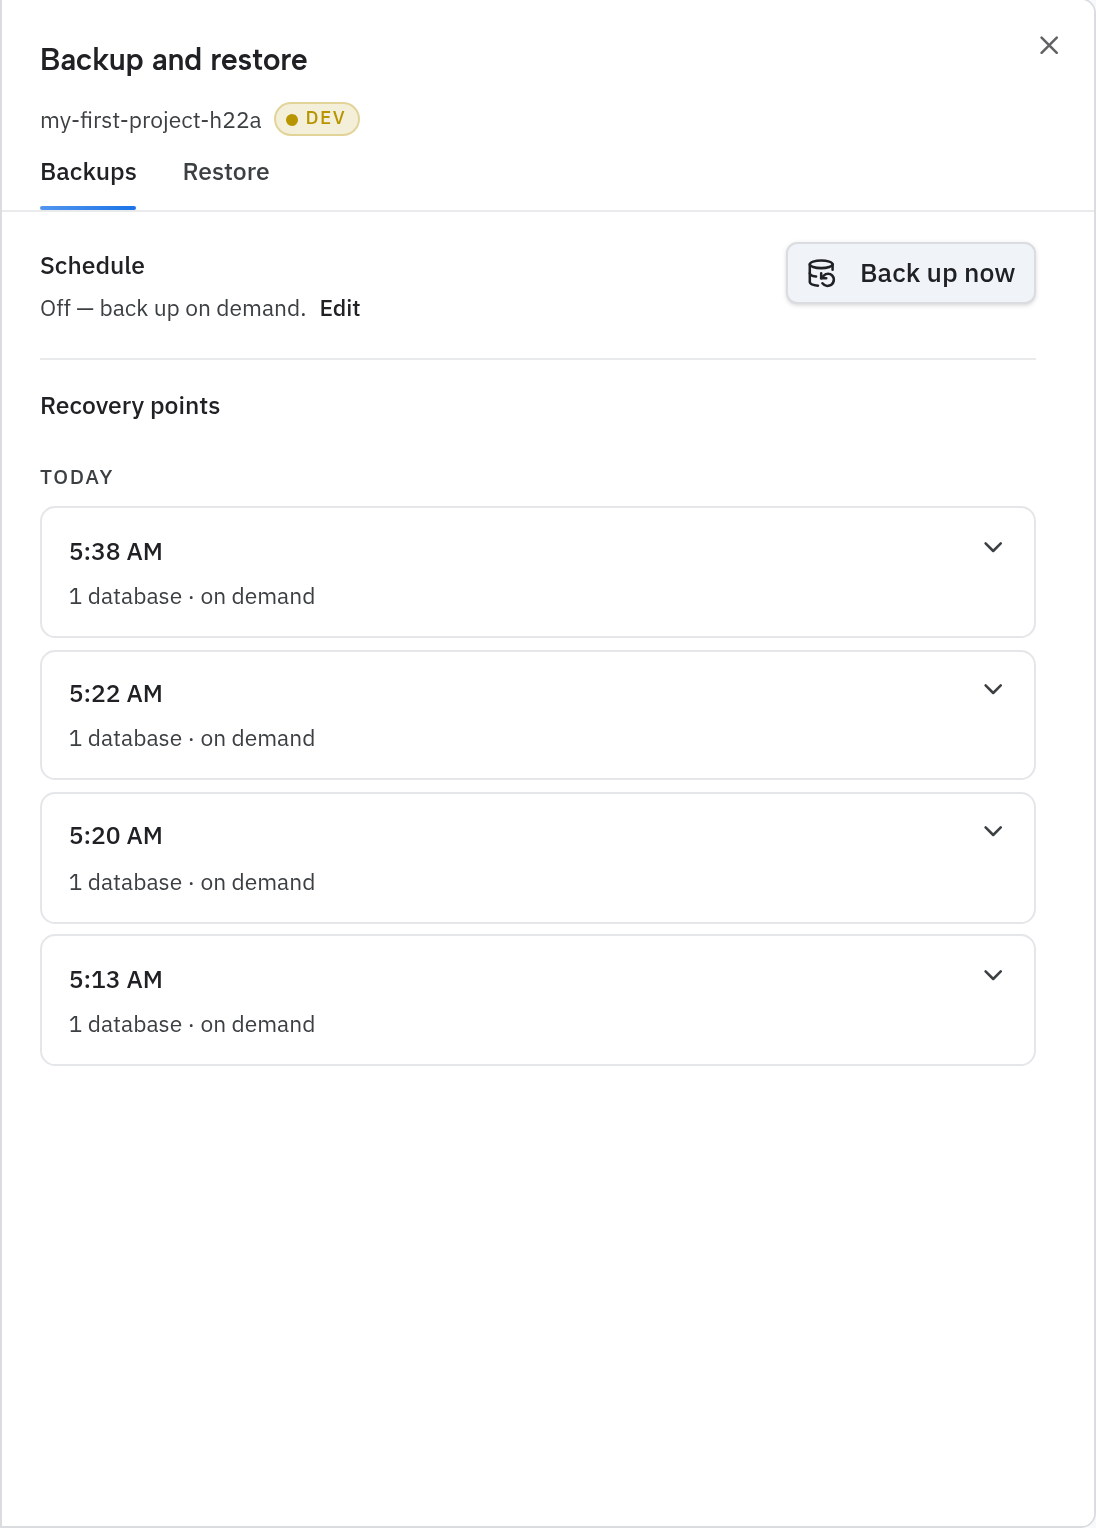 Backup and restore
my-first-project-h22a DEV
Backups Restore
Schedule
Back up now
Off — back up on demand. Edit
Recovery points
TODAY
5:38 AM
1 database · on demand
5:22 AM
1 database · on demand
5:20 AM
1 database · on demand
5:13 AM
1 database · on demand